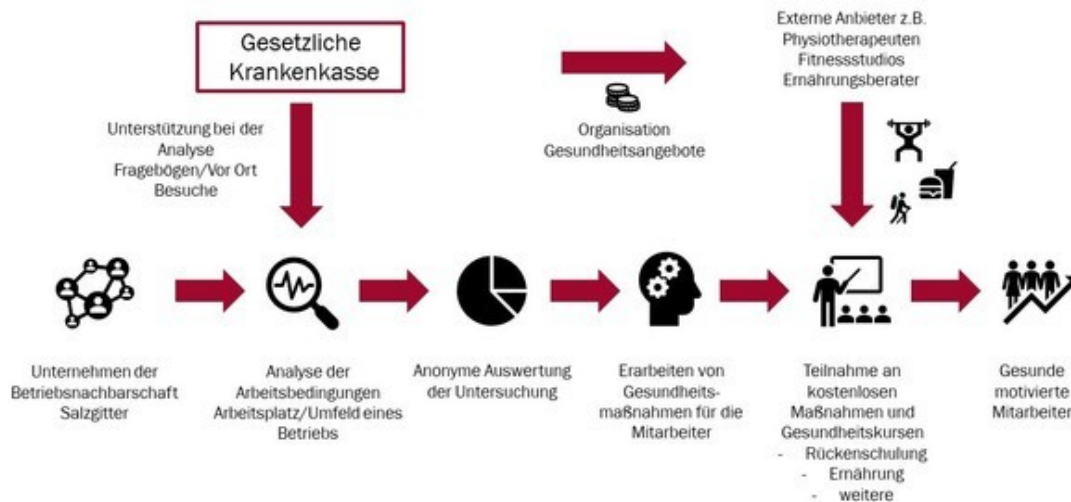 Gesetzliche
Krankenkasse
Externe Anbieter z.B.
Physiotherapeuten
Fitnessstudios
Ernährungsberater
Unterstützung bei der
Analyse
Fragebögen/Vor Ort
Besuche
Organisation
Gesundheitsangebote
Unternehmen der
Betriebsnachbarschaft
Salzgitter
Analyse der
Arbeitsbedingungen
Arbeitsplatz/Umfeld eines
Betriebs
Anonyme Auswertung
der Untersuchung
Erarbeiten von
Gesundheits-
maßnahmen für die
Mitarbeiter
Teilnahme an
kostenlosen
Maßnahmen und
Gesundheitskursen
- Rückenschulung
- Ernährung
- weitere
Gesunde
motivierte
Mitarbeiter